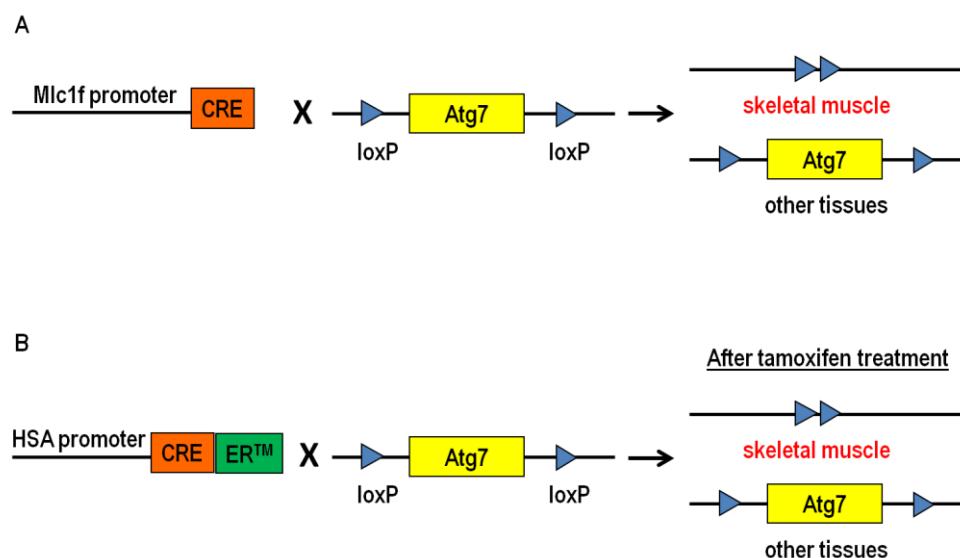 A
Mlc1f promoter
CRE
X
Atg7
loxP
loxP
skeletal muscle
Atg7
other tissues
B
After tamoxifen treatment
HSA promoter
CRE
ER™
X
Atg7
loxP
loxP
skeletal muscle
Atg7
other tissues